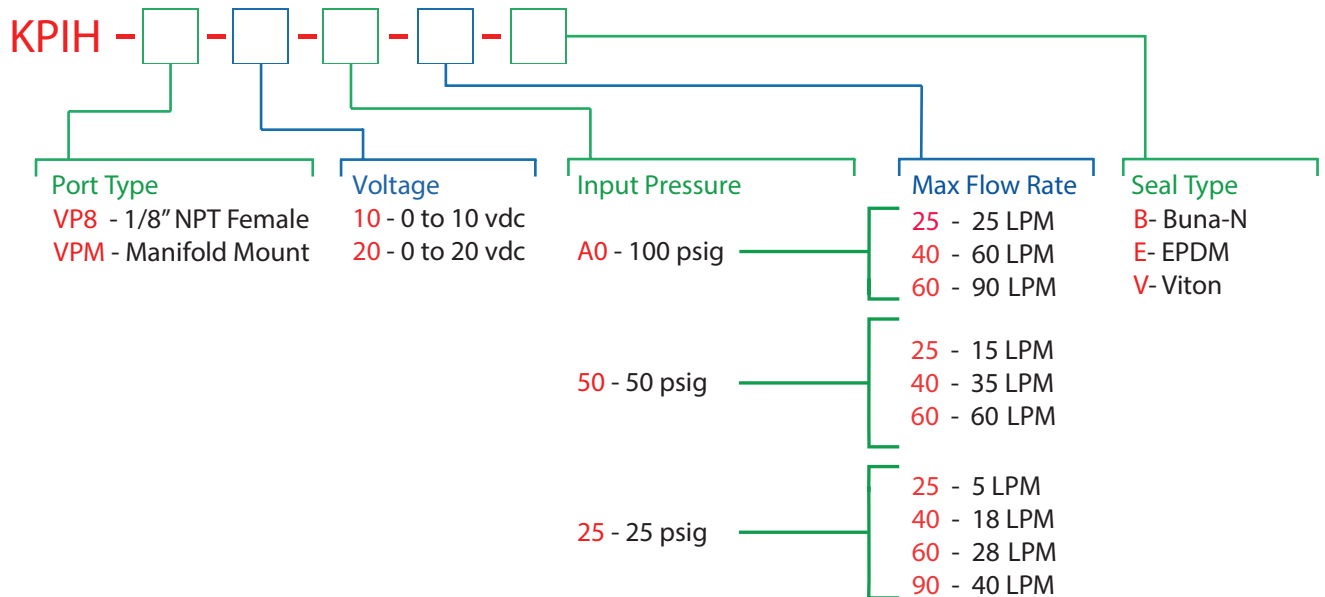 KPIH - - - - -
Port Type
VP8 - 1/8” NPT Female
VPM - Manifold Mount
Voltage
10 - 0 to 10 vdc
20 - 0 to 20 vdc
Input Pressure
A0 - 100 psig
50 - 50 psig
25 - 25 psig
Max Flow Rate
25 - 25 LPM
40 - 60 LPM
60 - 90 LPM
25 - 15 LPM
40 - 35 LPM
60 - 60 LPM
25 - 5 LPM
40 - 18 LPM
60 - 28 LPM
90 - 40 LPM
Seal Type
B- Buna-N
E- EPDM
V- Viton